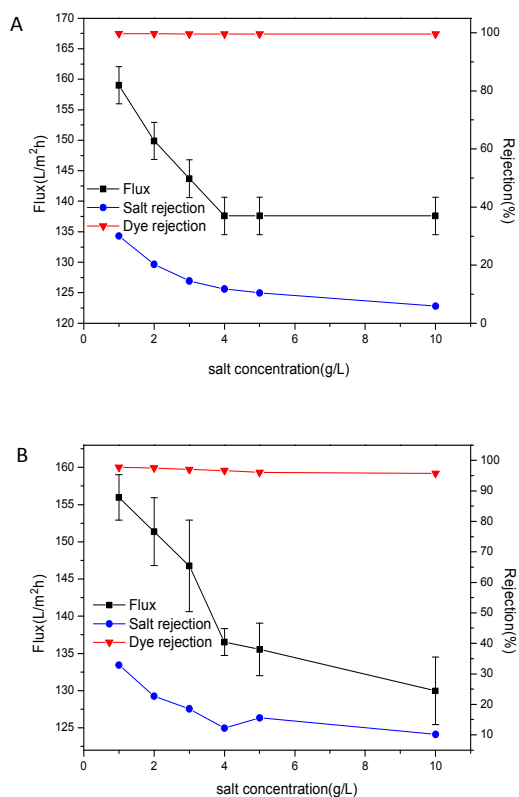 A
170
165
160
155
150
145
140
135
130
125
120
Flux(L/m²h)
100
80
60
40
20
0
Rejection(%)
Flux
Salt rejection
Dye rejection
0 2 4 6 8 10
salt concentration(g/L)
B
160
155
150
145
140
135
130
125
Flux(L/m²h)
100
90
80
70
60
50
40
30
20
10
Rejection(%)
Flux
Salt rejection
Dye rejection
0 2 4 6 8 10
salt concentration(g/L)